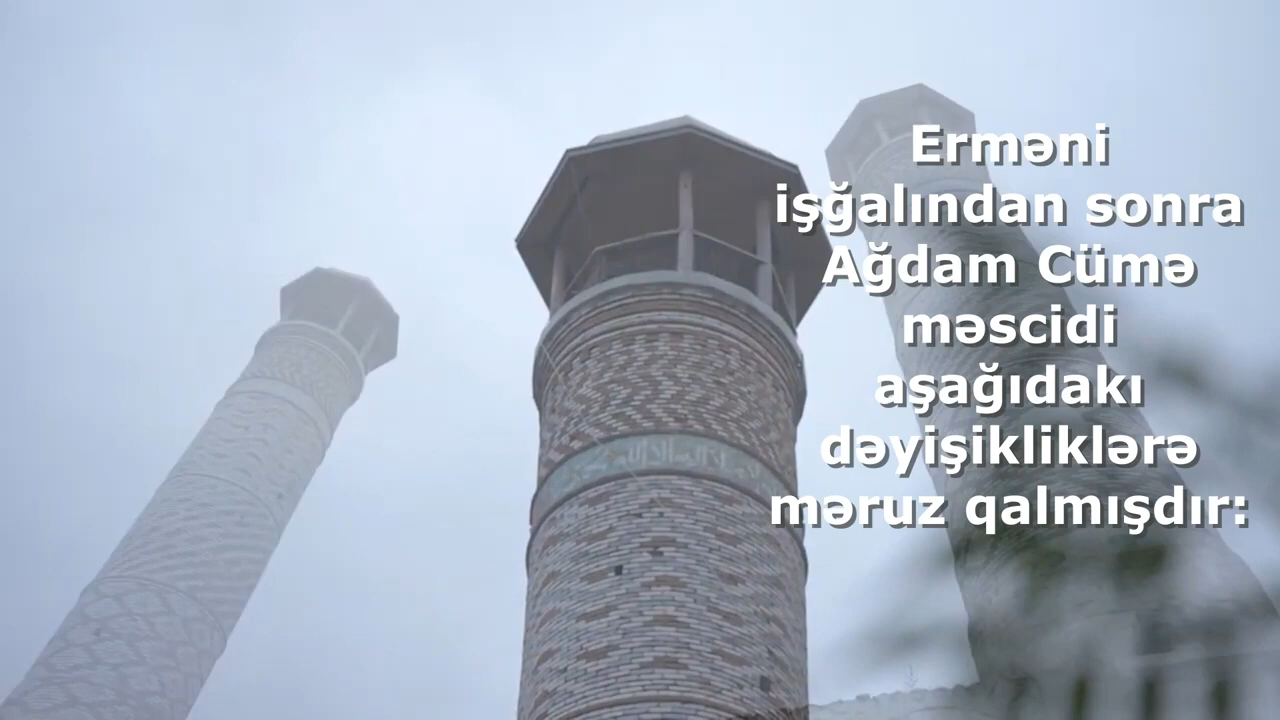 Erməni
işğalından sonra
Ağdam Cümə
məscidi
aşağıdakı
dəyişikliklərə
məruz qalmışdır: